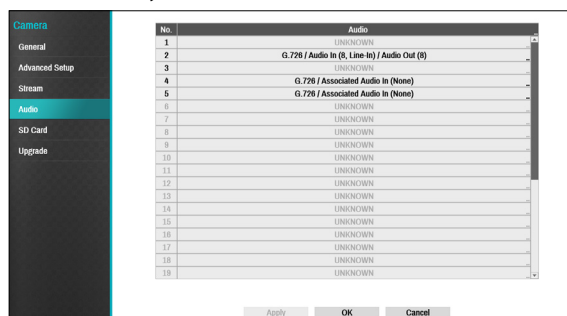 Camera
General
Advanced Setup
Stream
Audio
SD Card
Upgrade
No. Audio ...
1 UNKNOWN ...
2 G.726 / Audio In (8, Line-In) / Audio Out (8) ...
3 UNKNOWN ...
4 G.726 / Associated Audio In (None) ...
5 G.726 / Associated Audio In (None) ...
6 UNKNOWN ...
7 UNKNOWN ...
8 UNKNOWN ...
9 UNKNOWN ...
10 UNKNOWN ...
11 UNKNOWN ...
12 UNKNOWN ...
13 UNKNOWN ...
14 UNKNOWN ...
15 UNKNOWN ...
16 UNKNOWN ...
17 UNKNOWN ...
18 UNKNOWN ...
19 UNKNOWN ...
Apply OK Cancel